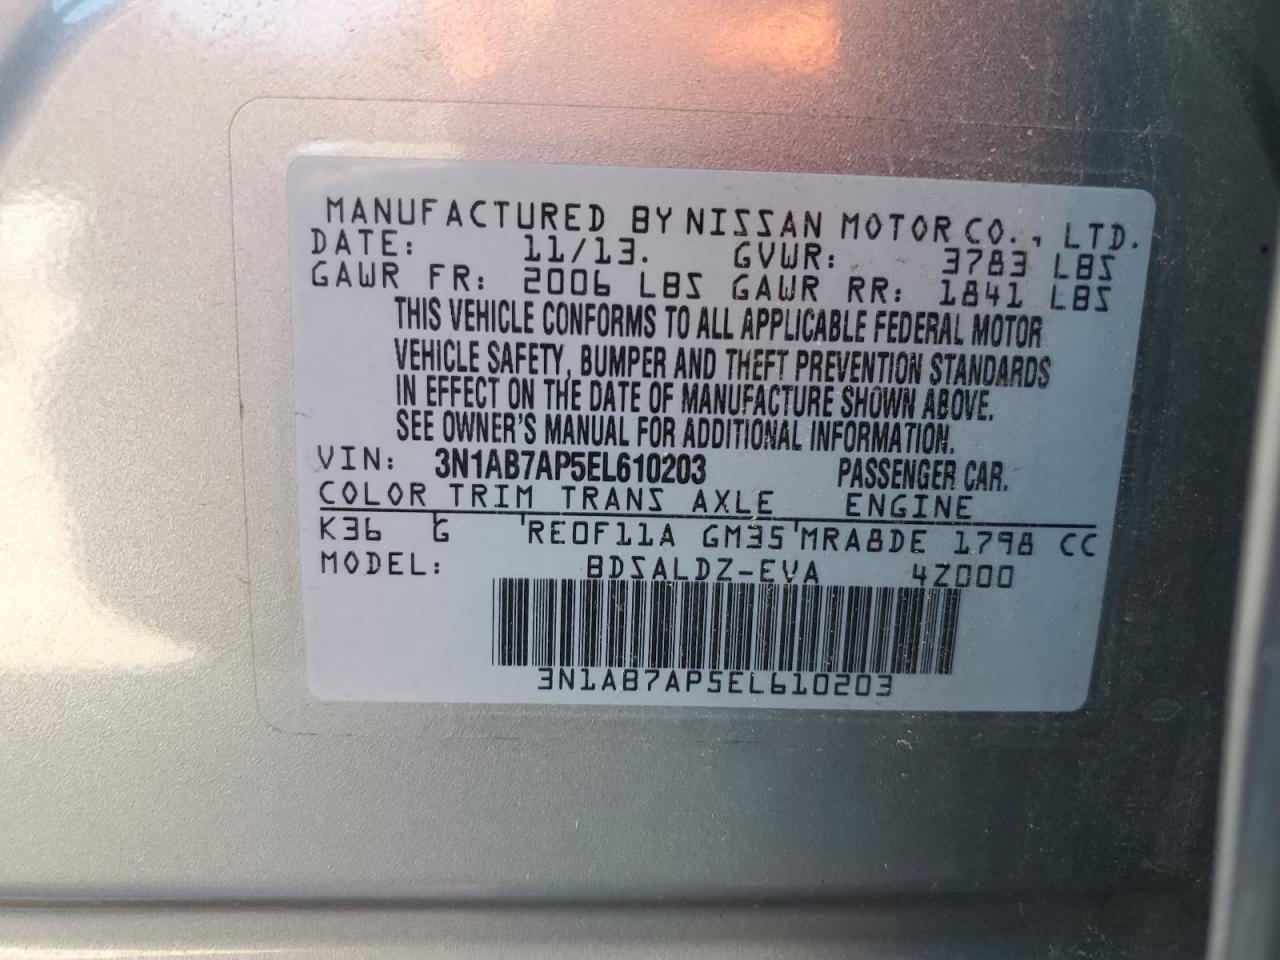 MANUFACTURED BY NISSAN MOTOR CO., LTD.
DATE: 11/13. GVWR: 3783 LBS
GAWR FR: 2006 LBS GAWR RR: 1841 LBS
THIS VEHICLE CONFORMS TO ALL APPLICABLE FEDERAL MOTOR
VEHICLE SAFETY, BUMPER AND THEFT PREVENTION STANDARDS
IN EFFECT ON THE DATE OF MANUFACTURE SHOWN ABOVE.
SEE OWNER'S MANUAL FOR ADDITIONAL INFORMATION.
VIN: 3N1AB7AP5EL610203 PASSENGER CAR.
COLOR TRIM TRANS AXLE ENGINE
K36 G RE0F11A GM35 MRA8DE 1798 CC
MODEL: BDSALDZ-EVA 4Z000
3N1AB7AP5EL610203